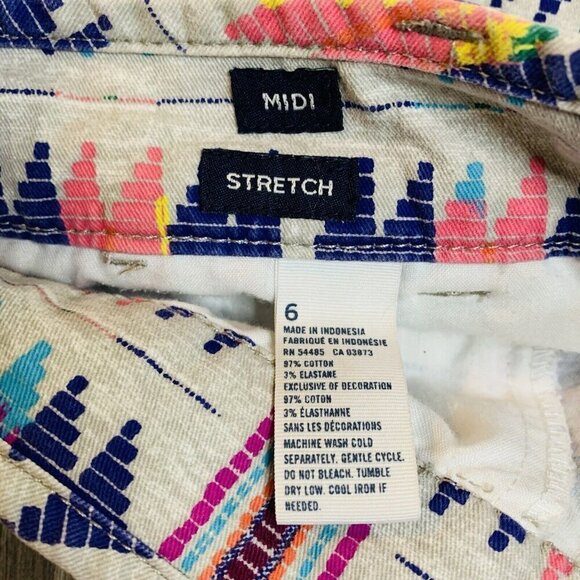 MIDI
STRETCH
6
MADE IN INDONESIA
FABRIQUÉ EN INDONÉSIE
RN 54485 CA 03873
97% COTTON
3% ELASTANE
EXCLUSIVE OF DECORATION
97% COTON
3% ÉLASTHANNE
SANS LES DÉCORATIONS
MACHINE WASH COLD
SEPARATELY. GENTLE CYCLE.
DO NOT BLEACH. TUMBLE
DRY LOW. COOL IRON IF
NEEDED.